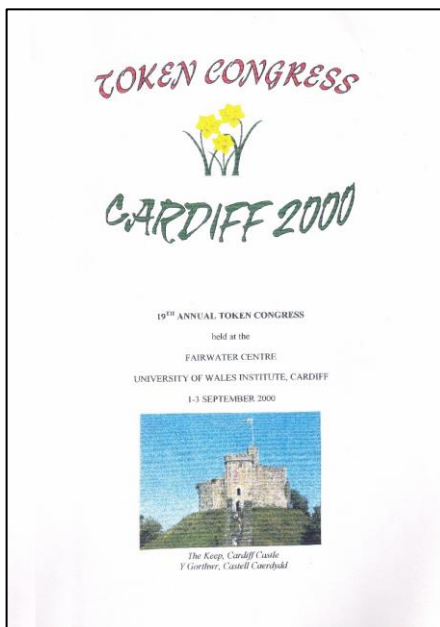 TOKEN CONGRESS
CARDIFF 2000
19TH ANNUAL TOKEN CONGRESS
held at the
FAIRWATER CENTRE
UNIVERSITY OF WALES INSTITUTE, CARDIFF
1-3 SEPTEMBER 2000
The Keep, Cardiff Castle
Y Gorthwr, Castell Caerdydd